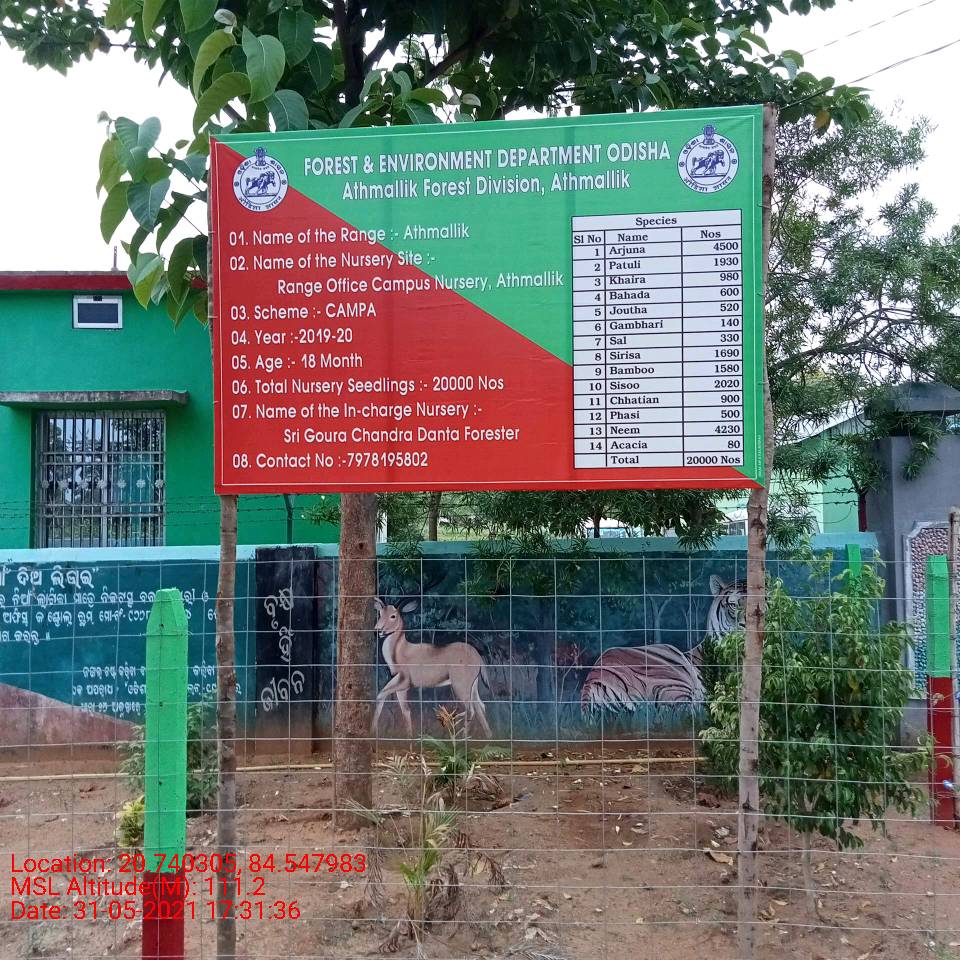 FOREST & ENVIRONMENT DEPARTMENT ODISHA
Athmallik Forest Division, Athmallik
01. Name of the Range :- Athmallik
02. Name of the Nursery Site :-
Range Office Campus Nursery, Athmallik
03. Scheme :- CAMPA
04. Year :-2019-20
05. Age :- 18 Month
06. Total Nursery Seedlings :- 20000 Nos
07. Name of the In-charge Nursery :-
Sri Goura Chandra Danta Forester
08. Contact No :-7978195802
Species
Sl No Name Nos
1 Arjuna 4500
2 Patuli 1930
3 Khaira 980
4 Bahada 600
5 Joutha 520
6 Gambhari 140
7 Sal 330
8 Sirisa 1690
9 Bamboo 1580
10 Sisoo 2020
11 Chhatian 900
12 Phasi 500
13 Neem 4230
14 Acacia 80
Total 20000 Nos
ବୃକ୍ଷ
ହିଁ
ଜୀବନ
Location: 20.740305, 84.547983
MSL Altitude(M): 111.2
Date: 31-05-2021 17:31:36